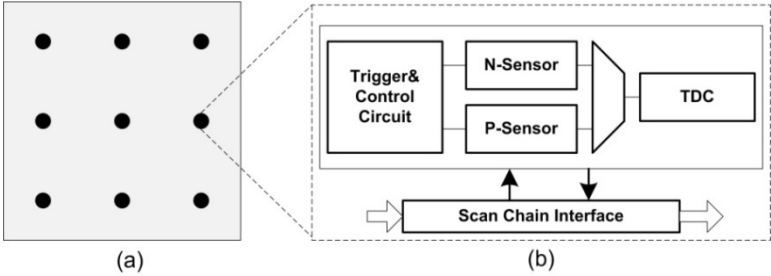 Trigger&
Control
Circuit
N-Sensor
P-Sensor
TDC
Scan Chain Interface
(a)
(b)